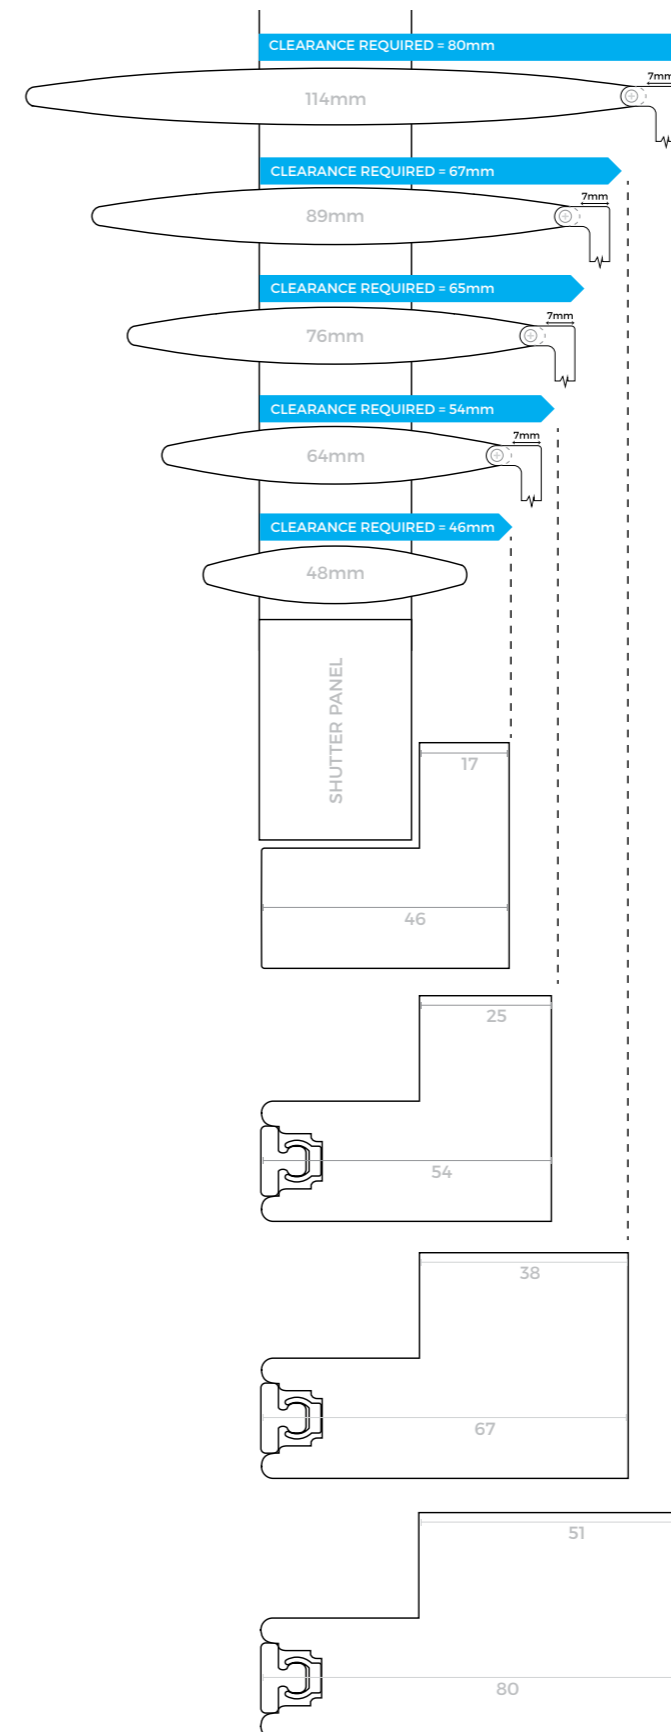 CLEARANCE REQUIRED = 80mm
7mm
114mm
CLEARANCE REQUIRED = 67mm
7mm
89mm
CLEARANCE REQUIRED = 65mm
7mm
76mm
CLEARANCE REQUIRED = 54mm
7mm
64mm
CLEARANCE REQUIRED = 46mm
48mm
SHUTTER PANEL
17
46
25
54
38
67
51
80